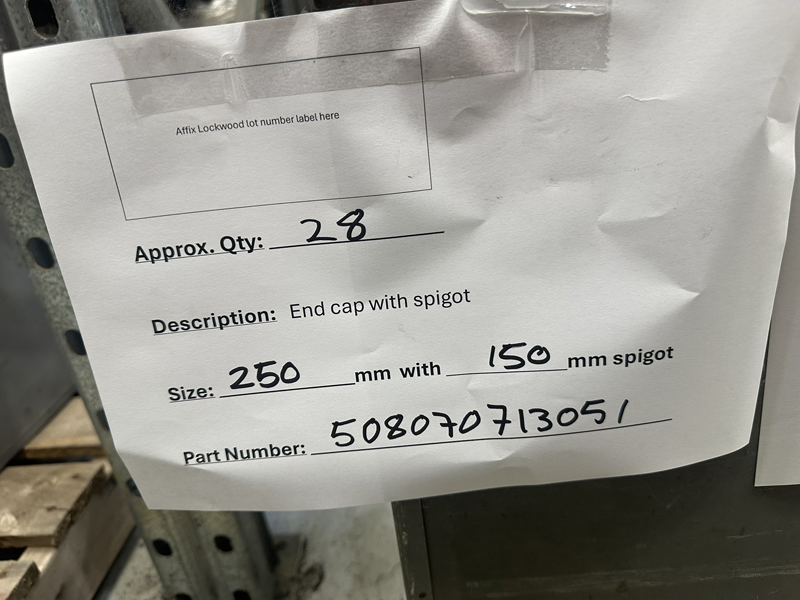 Affix Lockwood lot number label here
Approx. Qty: 28
Description: End cap with spigot
Size: 250 mm with 150 mm spigot
Part Number: 508070713051